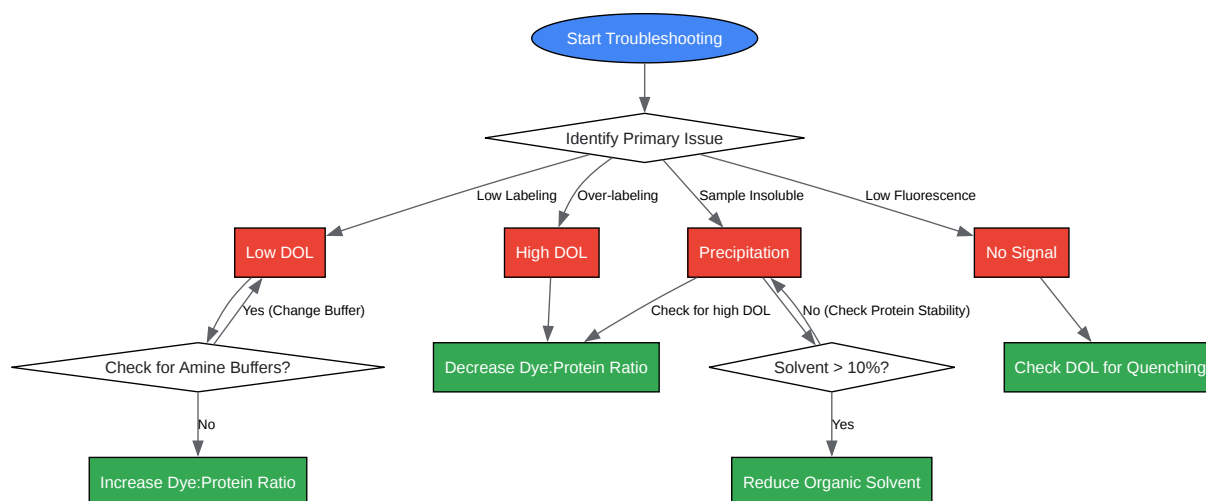 Start Troubleshooting
Identify Primary Issue
Low Labeling
Over-labeling
Sample Insoluble
Low Fluorescence
Low DOL
High DOL
Precipitation
No Signal
Yes (Change Buffer)
Check for high DOL
No (Check Protein Stability)
Check for Amine Buffers?
Decrease Dye:Protein Ratio
Solvent > 10%?
Check DOL for Quenching
No
Yes
Increase Dye:Protein Ratio
Reduce Organic Solvent